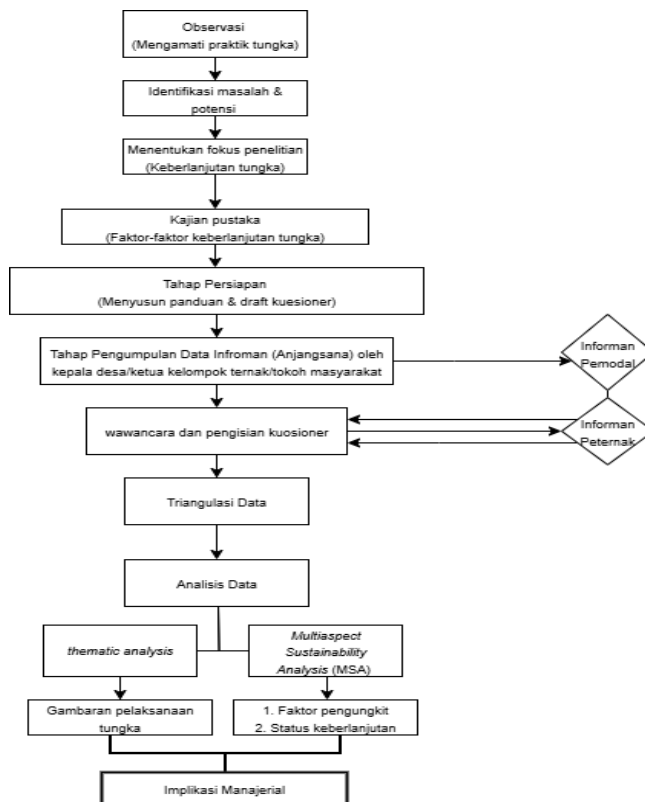 Observasi
(Mengamati praktik tungka)
Identifikasi masalah &
potensi
Menentukan fokus penelitian
(Keberlanjutan tungka)
Kajian pustaka
(Faktor-faktor keberlanjutan tungka)
Tahap Persiapan
(Menyusun panduan & draft kuesioner)
Tahap Pengumpulan Data Infroman (Anjangsana) oleh
kepala desa/ketua kelompok ternak/tokoh masyarakat
Informan
Pemodal
wawancara dan pengisian kuosioner
Informan
Peternak
Triangulasi Data
Analisis Data
thematic analysis
Multiaspect
Sustainability
Analysis (MSA)
Gambaran pelaksanaan
tungka
1. Faktor pengungkit
2. Status keberlanjutan
Implikasi Manajerial